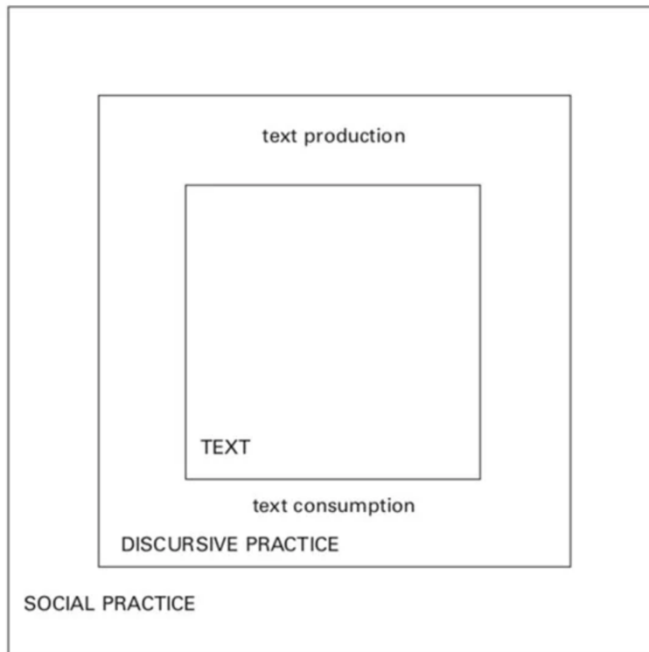 text production
TEXT
text consumption
DISCURSIVE PRACTICE
SOCIAL PRACTICE